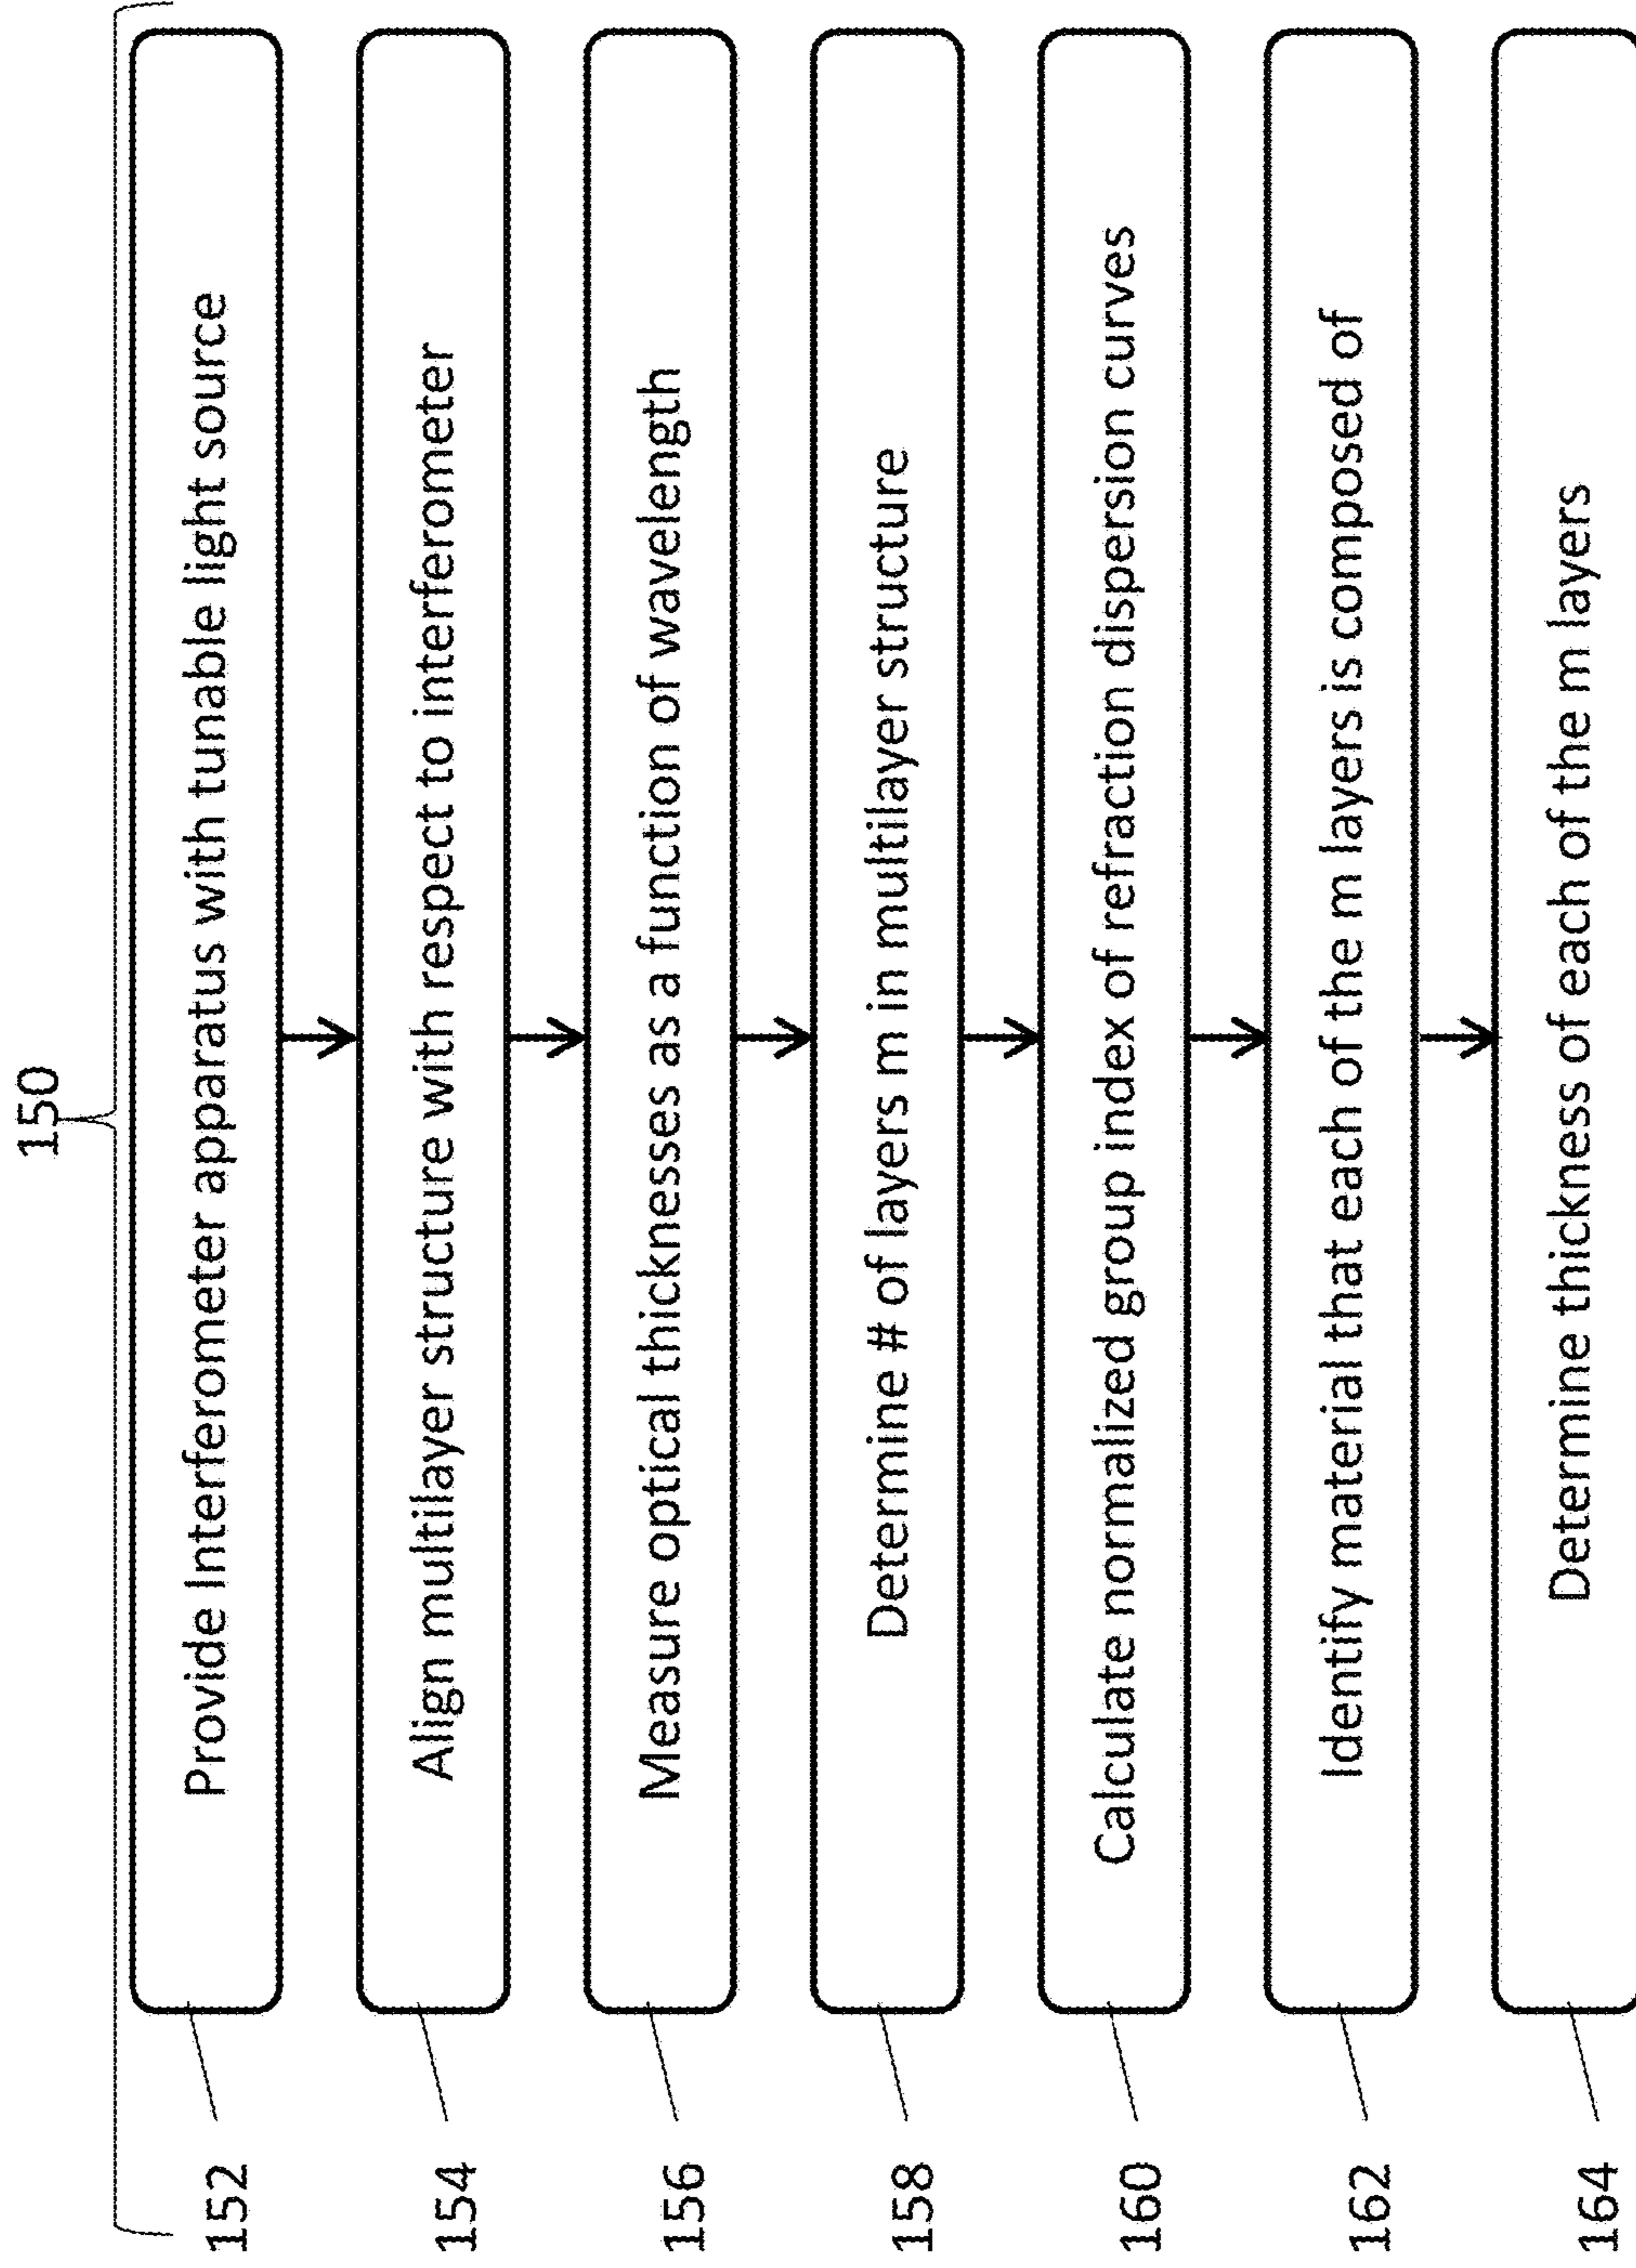 150
152
Provide Interferometer apparatus with tunable light source
154
Align multilayer structure with respect to interferometer
156
Measure optical thicknesses as a function of wavelength
158
Determine # of layers m in multilayer structure
160
Calculate normalized group index of refraction dispersion curves
162
Identify material that each of the m layers is composed of
164
Determine thickness of each of the m layers